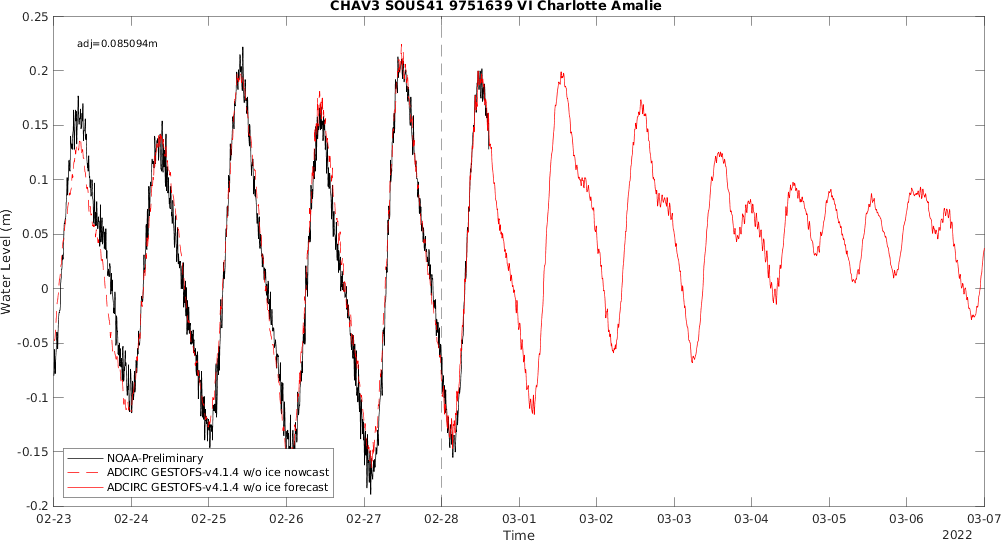 CHAV3 SOUS41 9751639 VI Charlotte Amalie
adj=0.085094m
Water Level (m)
0.25
0.2
0.15
0.1
0.05
0
-0.05
-0.1
-0.15
-0.2
NOAA-Preliminary
ADCIRC GESTOFS-v4.1.4 w/o ice nowcast
ADCIRC GESTOFS-v4.1.4 w/o ice forecast
02-23 02-24 02-25 02-26 02-27 02-28 03-01 03-02 03-03 03-04 03-05 03-06 03-07
Time
2022